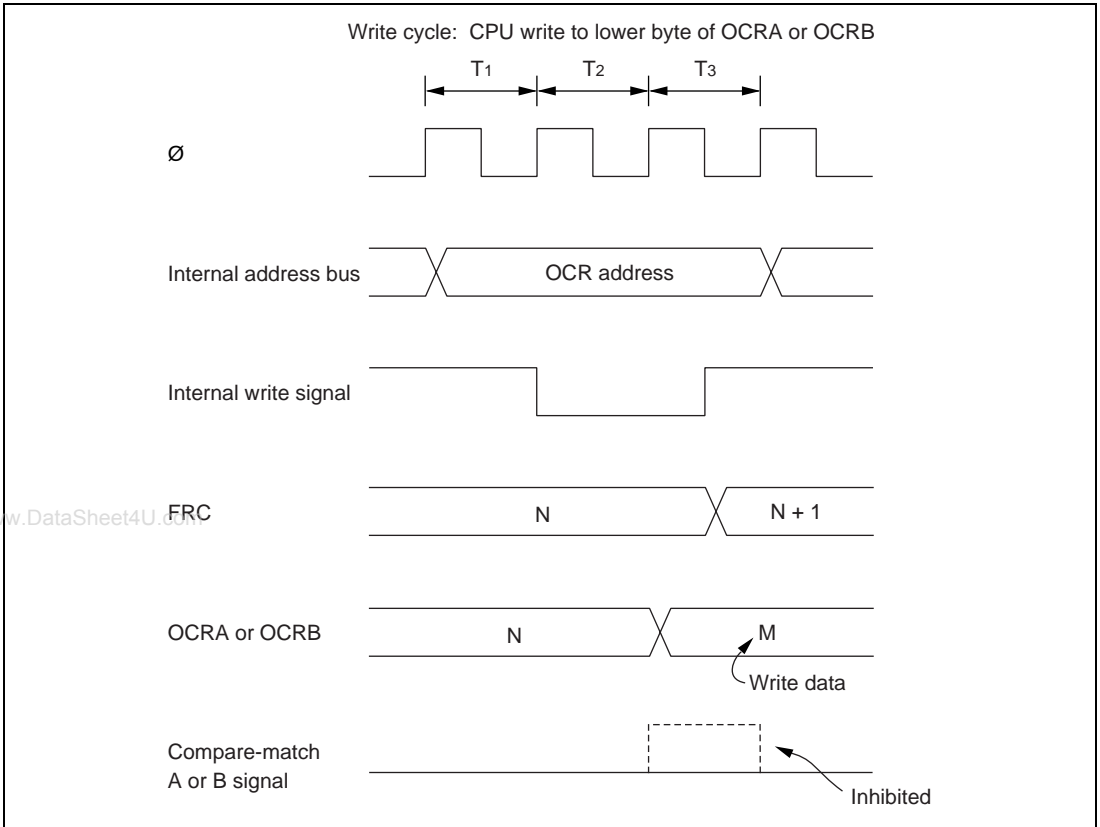 Write cycle: CPU write to lower byte of OCRA or OCRB
T1 T2 T3
Ø
Internal address bus
OCR address
Internal write signal
FRC
N
N + 1
w.DataSheet4U.com
OCRA or OCRB
N
M
Write data
Compare-match
A or B signal
Inhibited